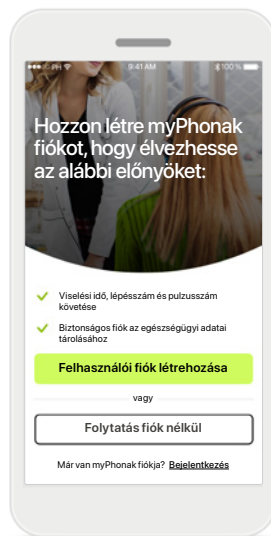 PH 9:41 AM 100%
Hozzon létre myPhonak
fiókot, hogy élvezhesse
az alábbi előnyöket:
Viselési idő, lépésszám és pulzusszám
követése
Biztonságos fiók az egészségügyi adatai
tárolásához
Felhasználói fiók létrehozása
vagy
Folytatás fiók nélkül
Már van myPhonak fiókja? Bejelentkezés